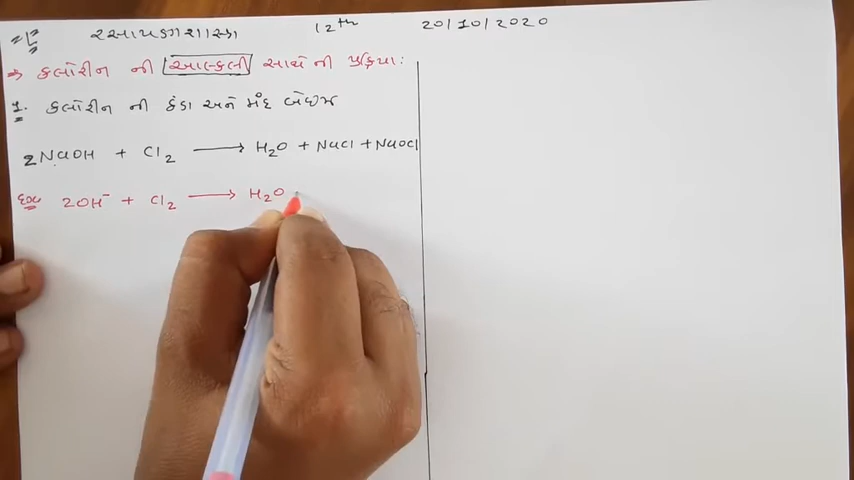 રસાયણશાસ્ત્ર 12th 20/10/2020
⇒ ક્લોરીન ની આલ્કલી સાથે ની પ્રક્રિયા :
1. ક્લોરીન ની ઠંડા અને મંદ બેઇઝ
2NaOH + Cl2 ⟶ H2O + NaCl + NaOCl
2OH⁻ + Cl2 ⟶ H2O